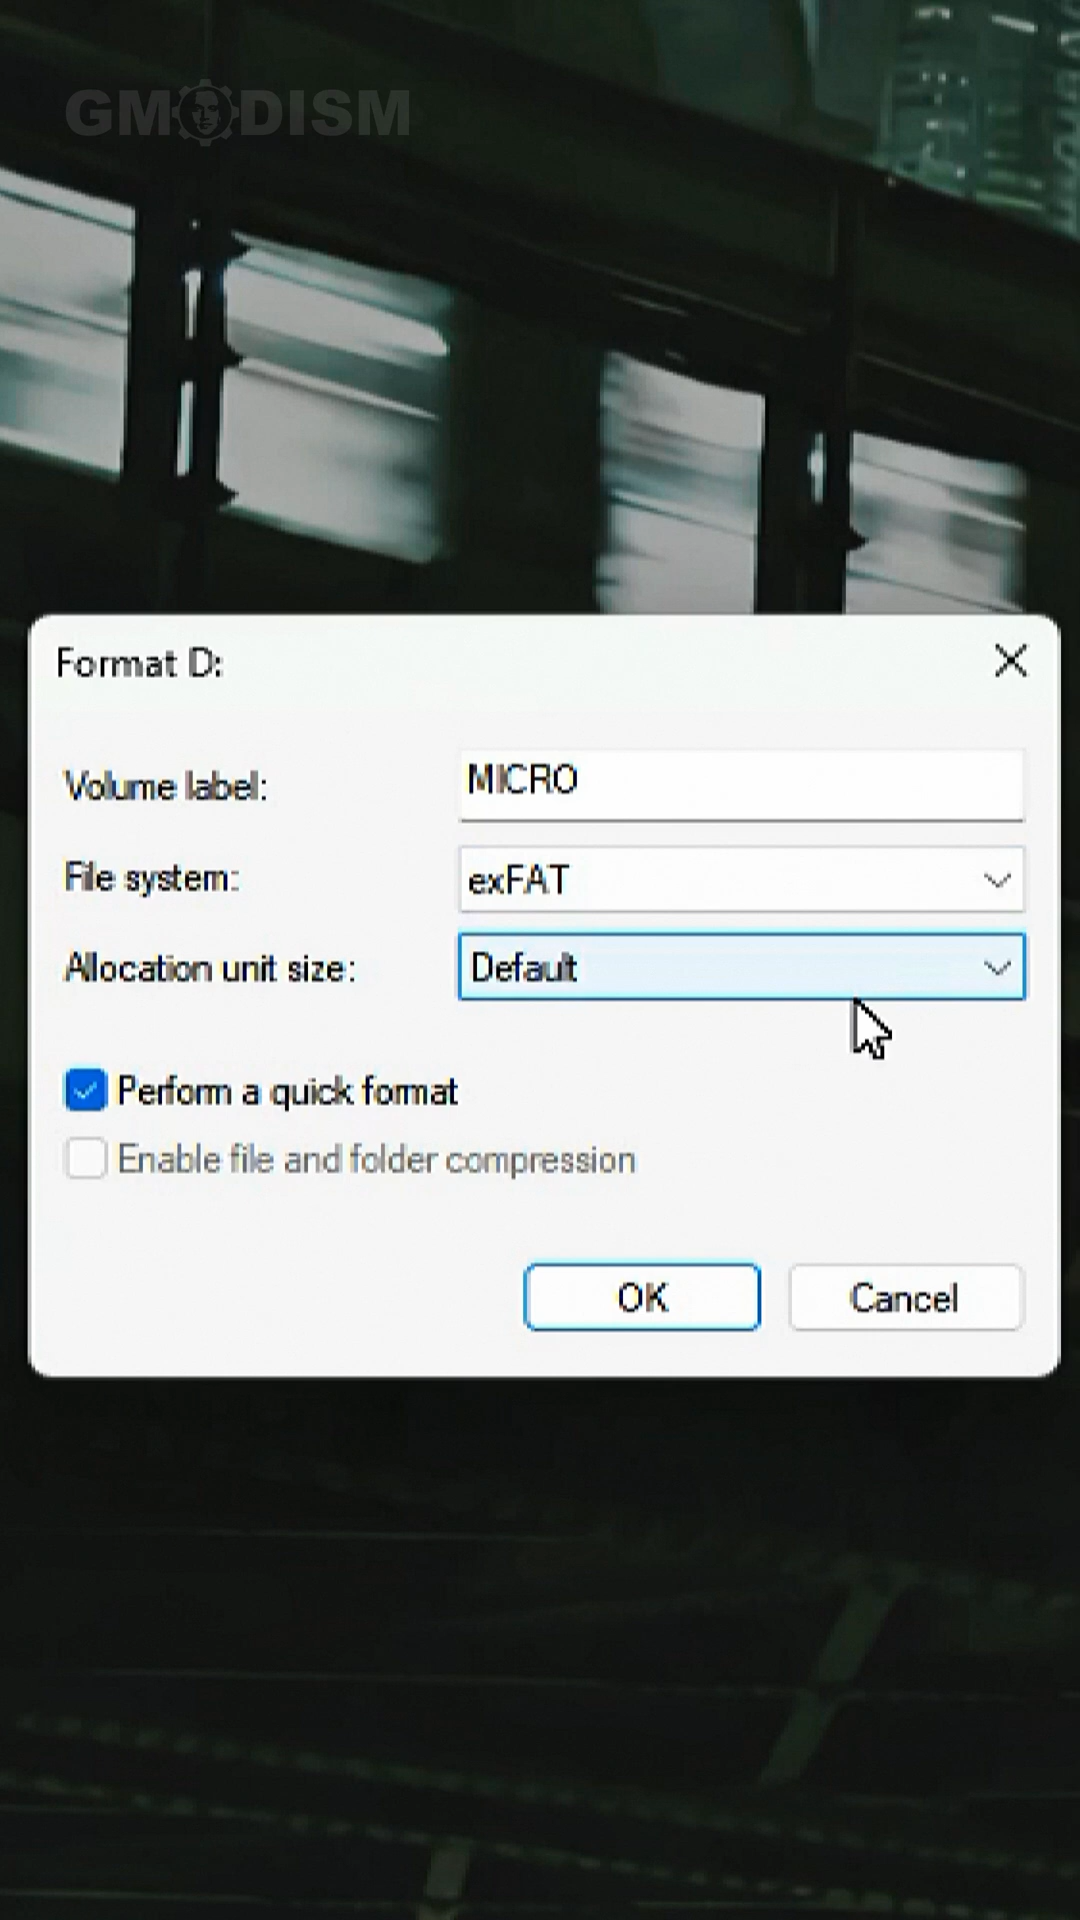 GMODISM
Format D:
Volume label: MICRO
File system: exFAT
Allocation unit size: Default
Perform a quick format
Enable file and folder compression
OK Cancel